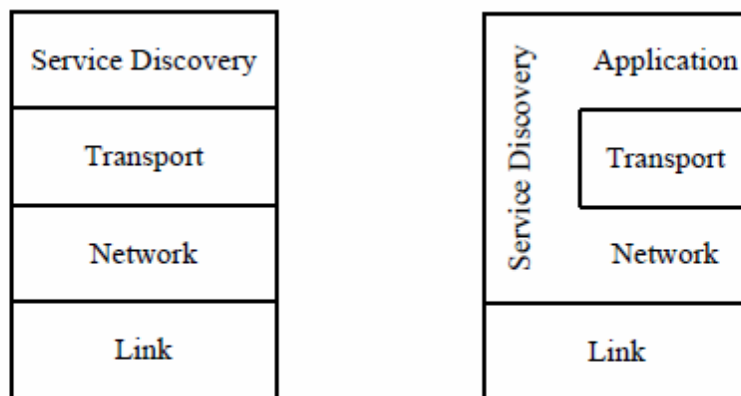 Service Discovery
Transport
Network
Link
Service Discovery
Application
Transport
Network
Link